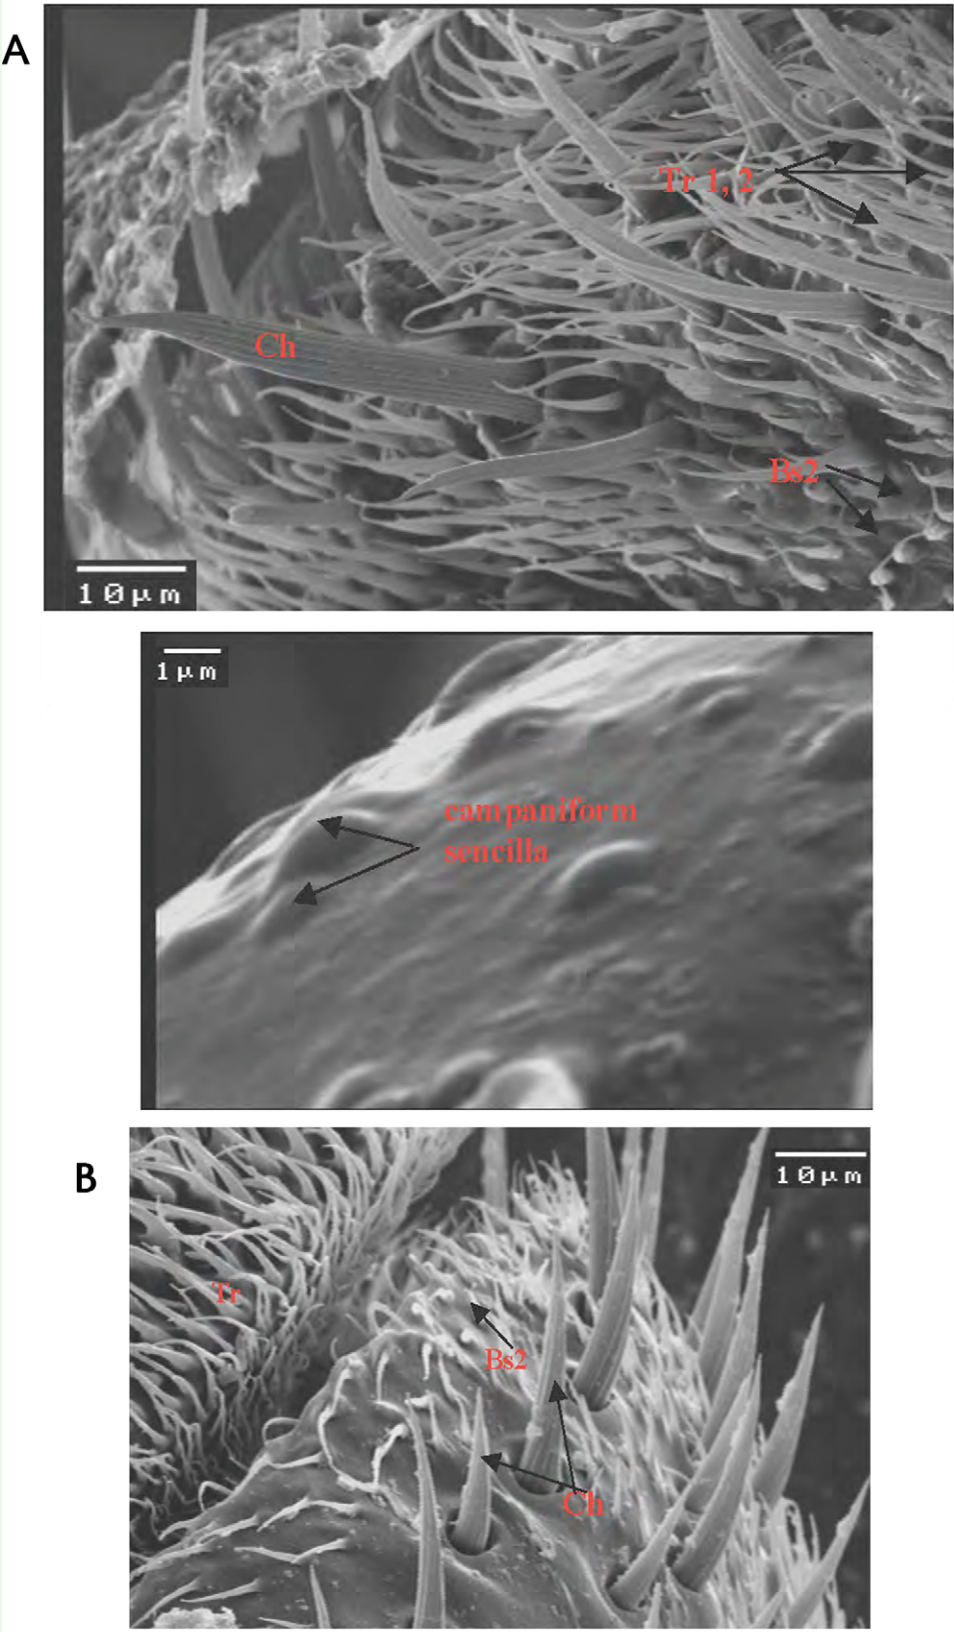 A
Tr 1, 2
Ch
Bs2
10μm
1μm
campaniform
sencilla
B
10μm
Tr
Bs2
Ch